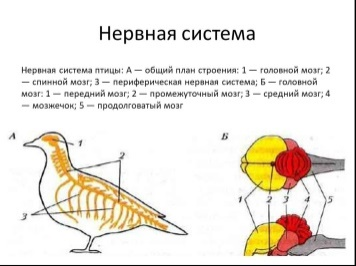 Нервная система
Нервная система птицы: А — общий план строения: 1 — головной мозг; 2
— спинной мозг; 3 — периферическая нервная система; Б — головной
мозг: 1 — передний мозг; 2 — промежуточный мозг; 3 — средний мозг; 4
— мозжечок; 5 — продолговатый мозг
А
1
2
3
Б
1 2 3 4 5